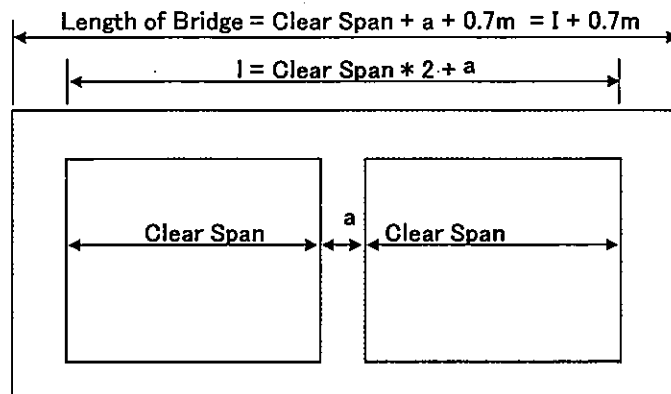 Length of Bridge = Clear Span + a + 0.7m = I + 0.7m
l = Clear Span * 2 + a
a
Clear Span
Clear Span